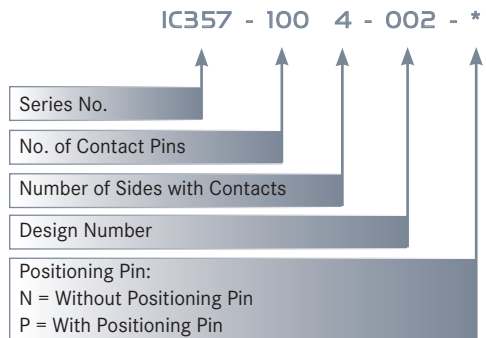 IC357 - 100 4 - 002 - *
Series No.
No. of Contact Pins
Number of Sides with Contacts
Design Number
Positioning Pin:
N = Without Positioning Pin
P = With Positioning Pin